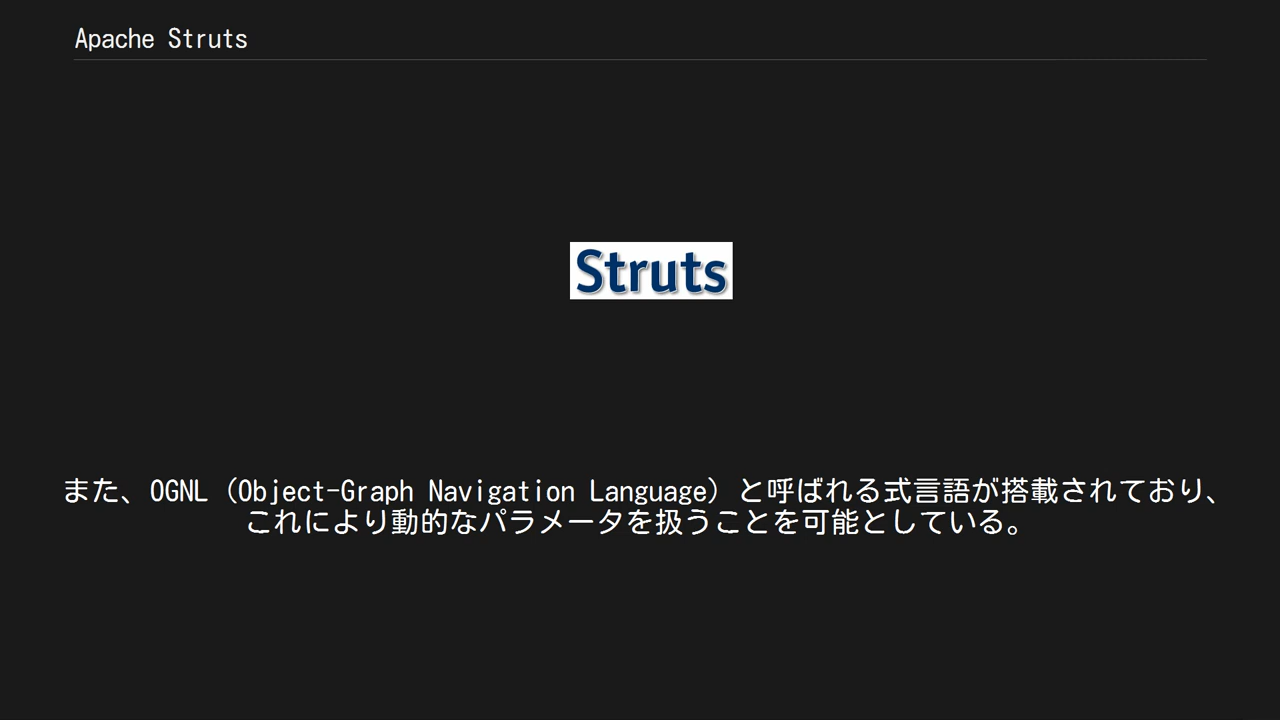 Apache Struts
Struts
また、OGNL（Object-Graph Navigation Language）と呼ばれる式言語が搭載されており、
これにより動的なパラメータを扱うことを可能としている。